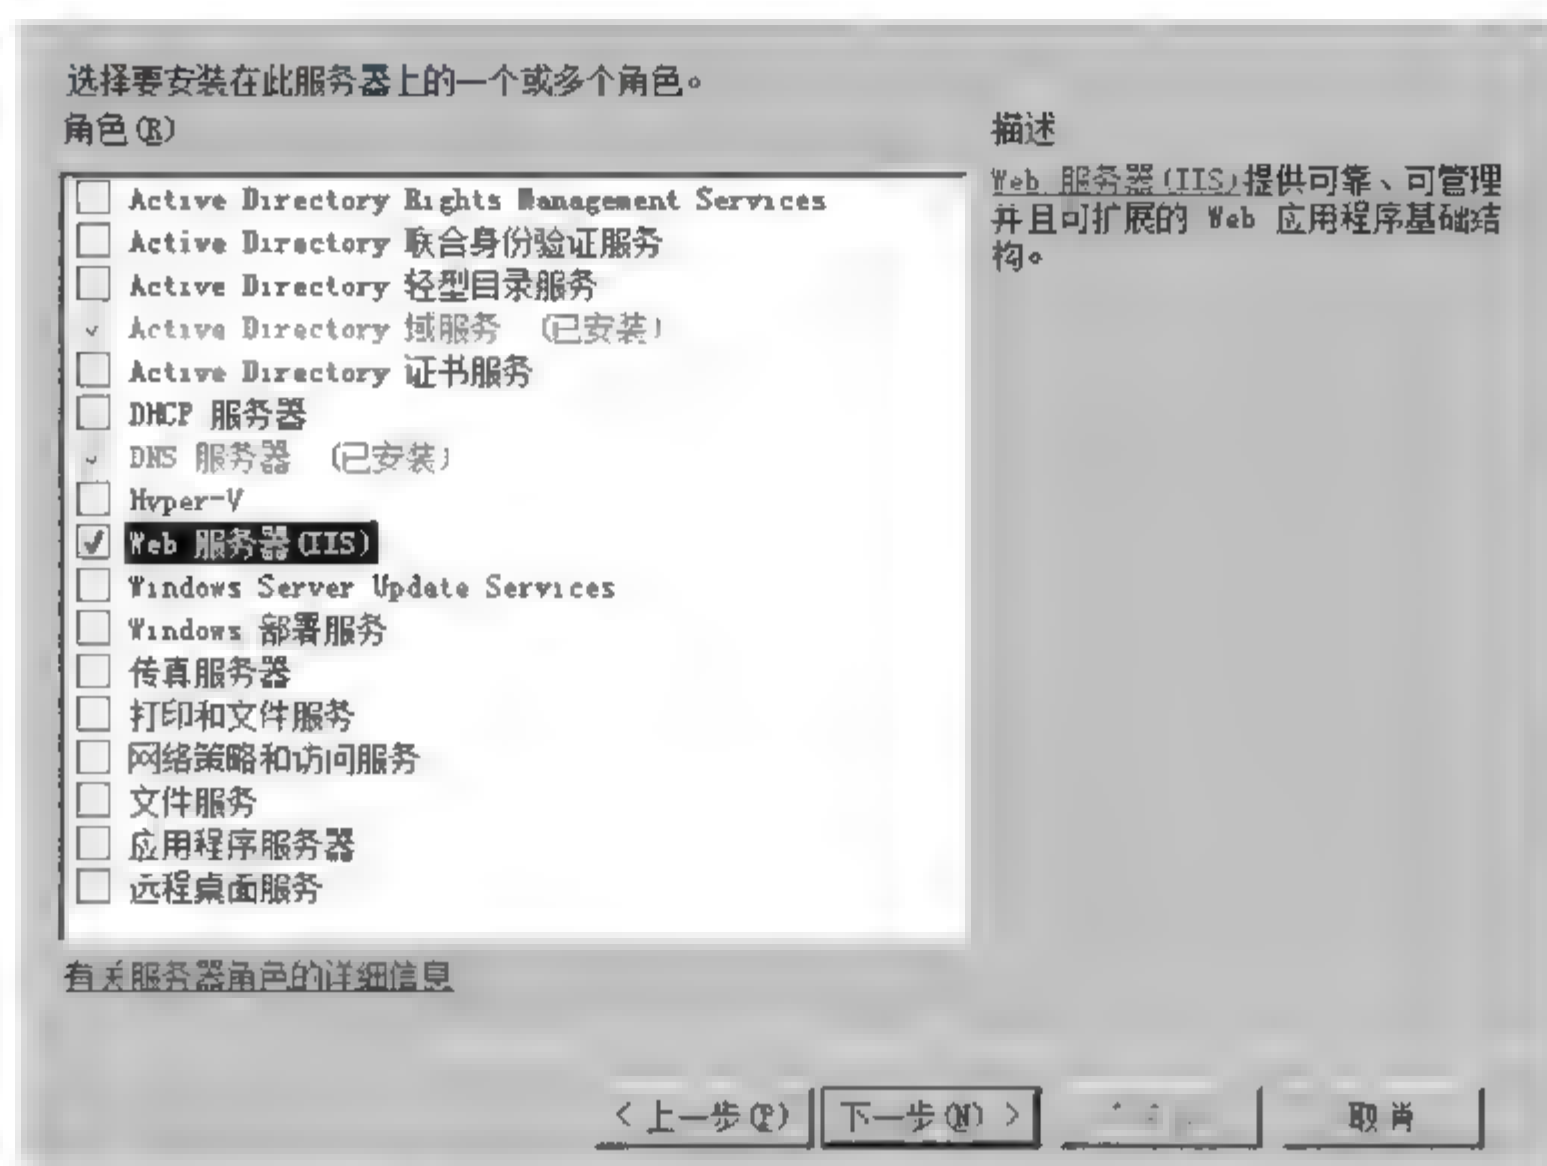 选择要安装在此服务器上的一个或多个角色。
角色(R)
Active Directory Rights Management Services
Active Directory 联合身份验证服务
Active Directory 轻型目录服务
Active Directory 域服务 (已安装)
Active Directory 证书服务
DHCP 服务器
DNS 服务器 (已安装)
Hyper-V
Web 服务器(IIS)
Windows Server Update Services
Windows 部署服务
传真服务器
打印和文件服务
网络策略和访问服务
文件服务
应用程序服务器
远程桌面服务
有关服务器角色的详细信息
描述
Web 服务器(IIS)提供可靠、可管理
并且可扩展的 Web 应用程序基础结
构。
< 上一步(P)
下一步(N) >
取消